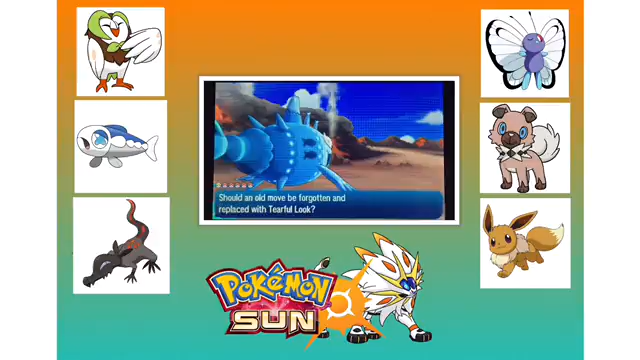 Should an old move be forgotten and
replaced with Tearful Look?
POKéMON
SUN